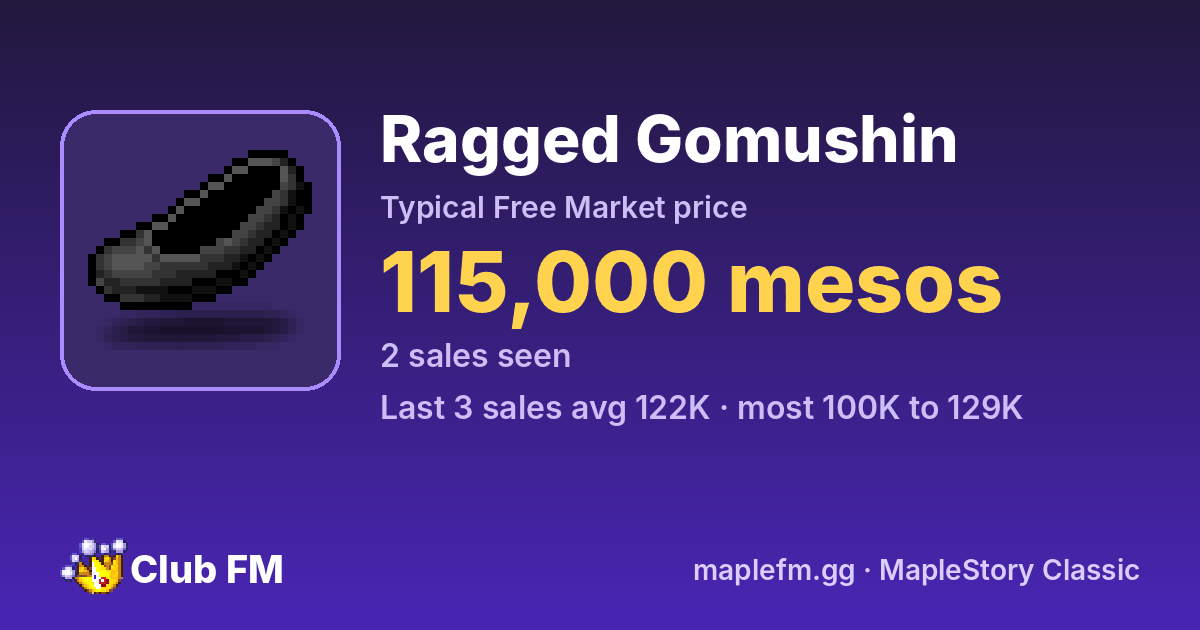 Ragged Gomushin
Typical Free Market price
115,000 mesos
2 sales seen
Last 3 sales avg 122K · most 100K to 129K
Club FM
maplefm.gg · MapleStory Classic